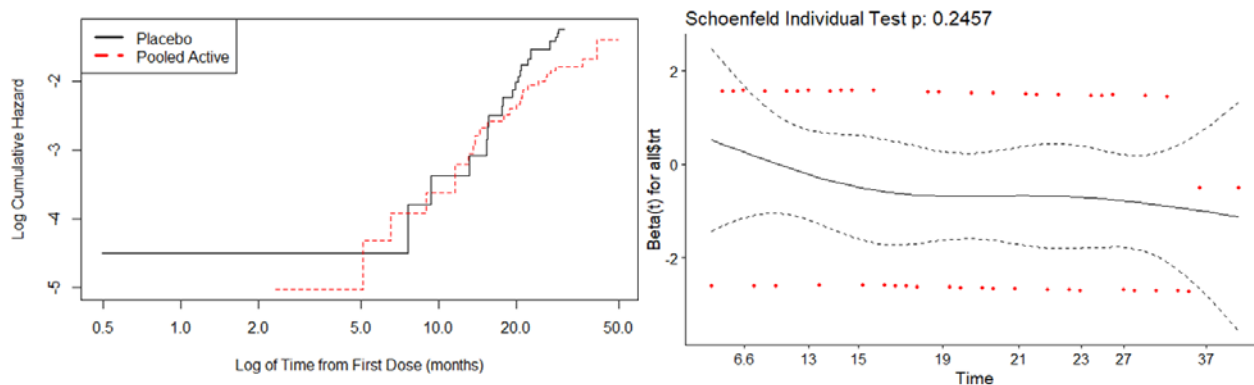 Placebo
Pooled Active
Log Cumulative Hazard
-2
-3
-4
-5
0.5 1.0 2.0 5.0 10.0 20.0 50.0
Log of Time from First Dose (months)
Schoenfeld Individual Test p: 0.2457
Beta(t) for all$trt
2
0
-2
6.6 13 15 19 21 23 27 37
Time